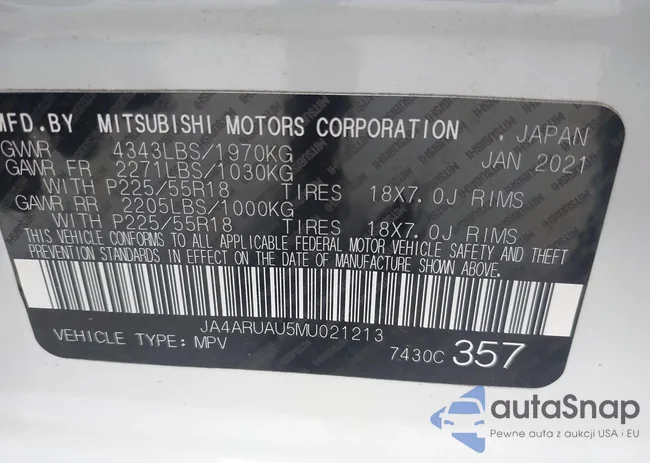 MFD.BY MITSUBISHI MOTORS CORPORATION , JAPAN
GWWR 4343LBS/1970KG JAN 2021
GAWR FR 2271LBS/1030KG
WITH P225/55R18 TIRES 18X7.0J RIMS
GAWR RR 2205LBS/1000KG
WITH P225/55R18 TIRES 18X7.0J RIMS
THIS VEHICLE CONFORMS TO ALL APPLICABLE FEDERAL MOTOR VEHICLE SAFETY AND THEFT
PREVENTION STANDARDS IN EFFECT ON THE DATE OF MANUFACTURE SHOWN ABOVE.
JA4ARUAU5MU021213
VEHICLE TYPE: MPV 7430C 357
autaSnap
Pewne auta z aukcji USA i EU